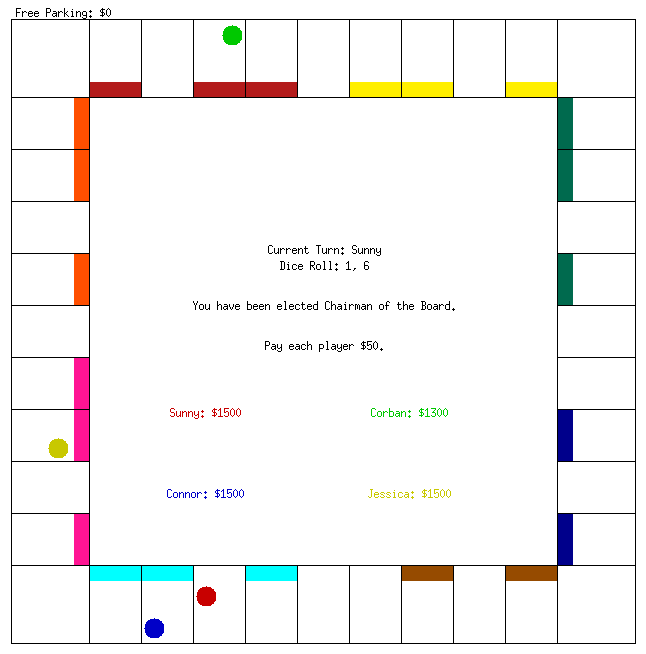 Free Parking: $0
Current Turn: Sunny
Dice Roll: 1, 6
You have been elected Chairman of the Board.
Pay each player $50.
Sunny: $1500
Corban: $1300
Connor: $1500
Jessica: $1500